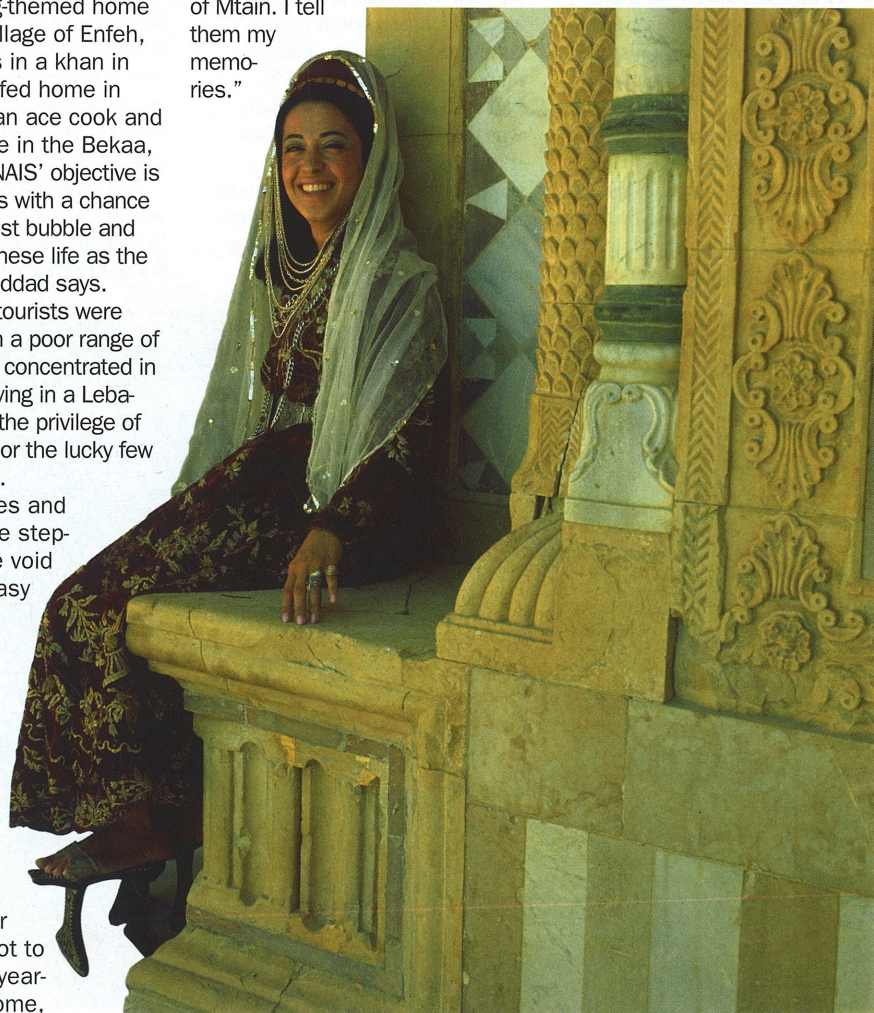 g-themed home
llage of Enfeh,
s in a khan in
fed home in
an ace cook and
e in the Bekaa,
NAIS' objective is
s with a chance
st bubble and
nese life as the
ddad says.
tourists were
n a poor range of
concentrated in
ying in a Leba-
the privilege of
or the lucky few
.
es and
e step-
e void
asy
r
ot to
year-
ome,
of Mtain. I tell
them my
memo-
ries.”